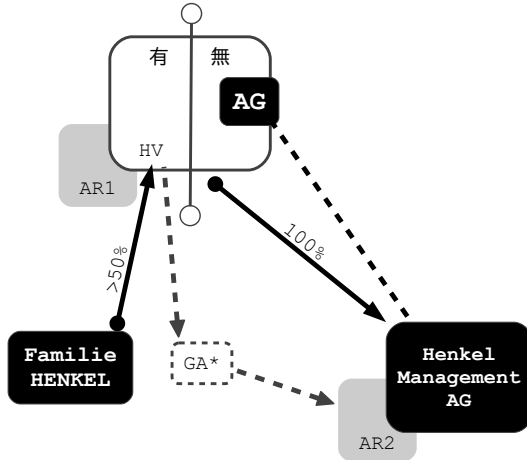 有 無
AG
HV
AR1
>50%
100%
Familie
HENKEL
GA*
Henkel
Management
AG
AR2